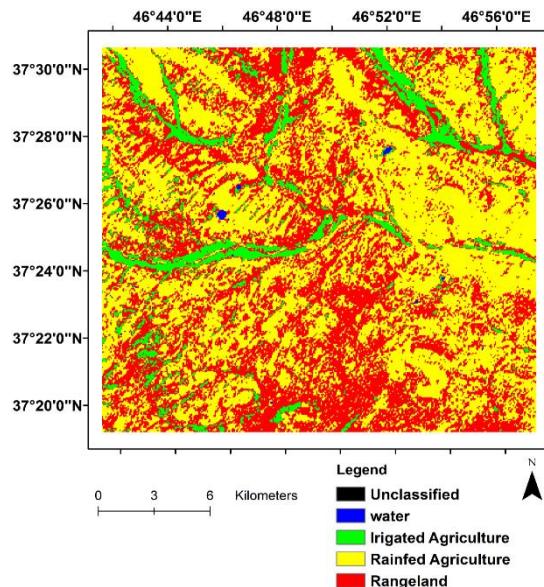 46°44'0"E 46°48'0"E 46°52'0"E 46°56'0"E
37°30'0"N
37°28'0"N
37°26'0"N
37°24'0"N
37°22'0"N
37°20'0"N
0 3 6 Kilometers
N
Legend
Unclassified
water
Irigated Agriculture
Rainfed Agriculture
Rangeland